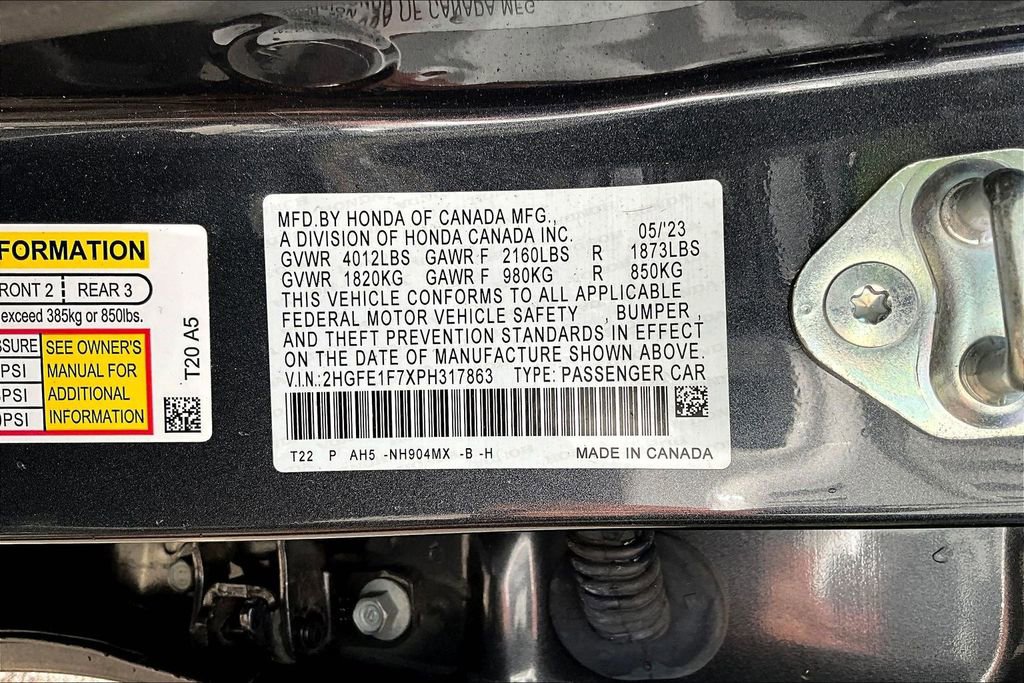 MFD.BY HONDA OF CANADA MFG.,
A DIVISION OF HONDA CANADA INC. 05/'23
GVWR 4012LBS GAWR F 2160LBS R 1873LBS
GVWR 1820KG GAWR F 980KG R 850KG
THIS VEHICLE CONFORMS TO ALL APPLICABLE
FEDERAL MOTOR VEHICLE SAFETY , BUMPER ,
AND THEFT PREVENTION STANDARDS IN EFFECT
ON THE DATE OF MANUFACTURE SHOWN ABOVE.
V.I.N.:2HGFE1F7XPH317863 TYPE: PASSENGER CAR
T22 P AH5 -NH904MX -B -H MADE IN CANADA
FORMATION
FRONT 2 REAR 3
exceed 385kg or 850lbs.
SSURE SEE OWNER'S
PSI MANUAL FOR
PSI ADDITIONAL
PSI INFORMATION
T20 A5